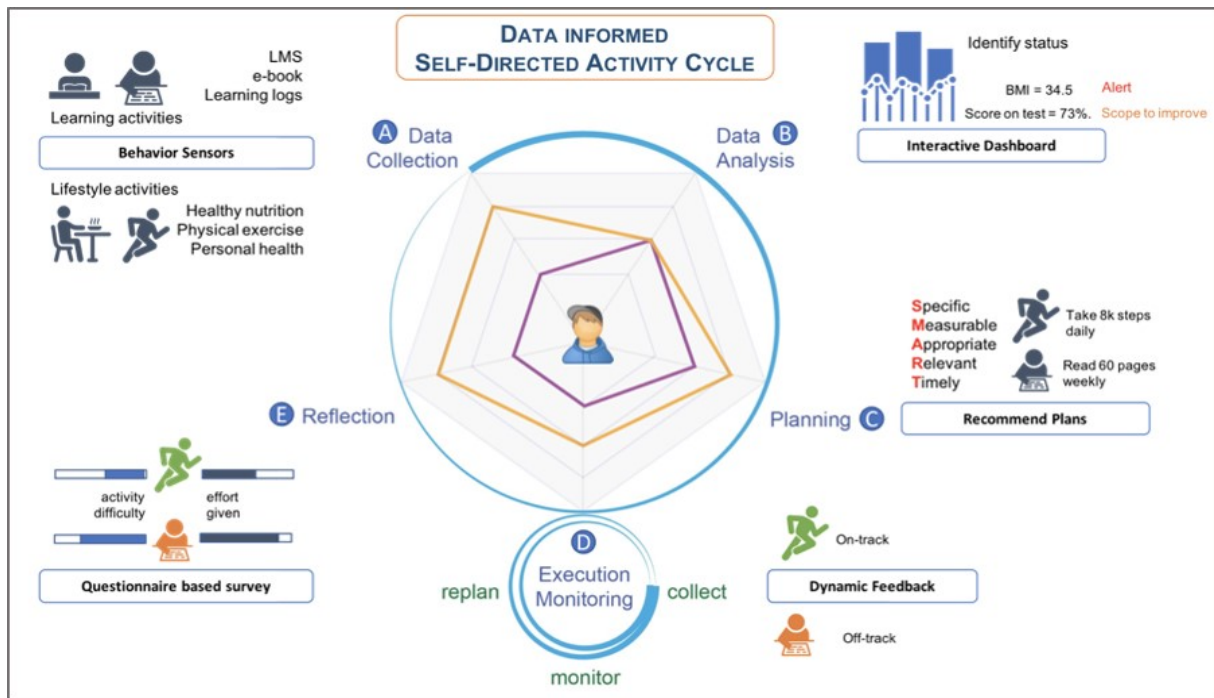 DATA INFORMED
SELF-DIRECTED ACTIVITY CYCLE
LMS
e-book
Learning logs
Learning activities
Behavior Sensors
Lifestyle activities
Healthy nutrition
Physical exercise
Personal health
A Data
Collection
Data B
Analysis
Identify status
BMI = 34.5 Alert
Score on test = 73%. Scope to improve
Interactive Dashboard
Specific
Measurable
Appropriate
Relevant
Timely
Take 8k steps
daily
Read 60 pages
weekly
Recommend Plans
Planning C
E Reflection
activity
difficulty
effort
given
Questionnaire based survey
D
Execution
Monitoring
replan
collect
monitor
On-track
Dynamic Feedback
Off-track